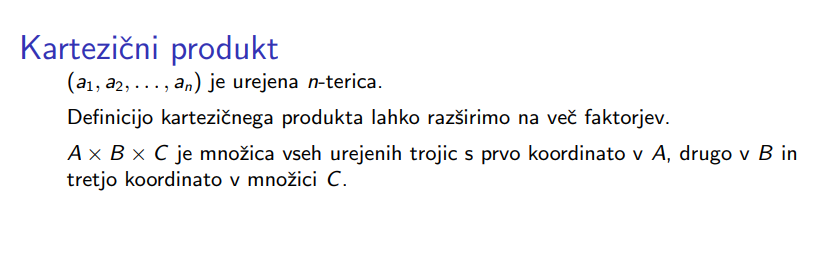 Kartezični produkt
(a₁, a₂, . . . , aₙ) je urejena n-terica.
Definicijo kartezičnega produkta lahko razširimo na več faktorjev.
A × B × C je množica vseh urejenih trojic s prvo koordinato v A, drugo v B in
tretjo koordinato v množici C.